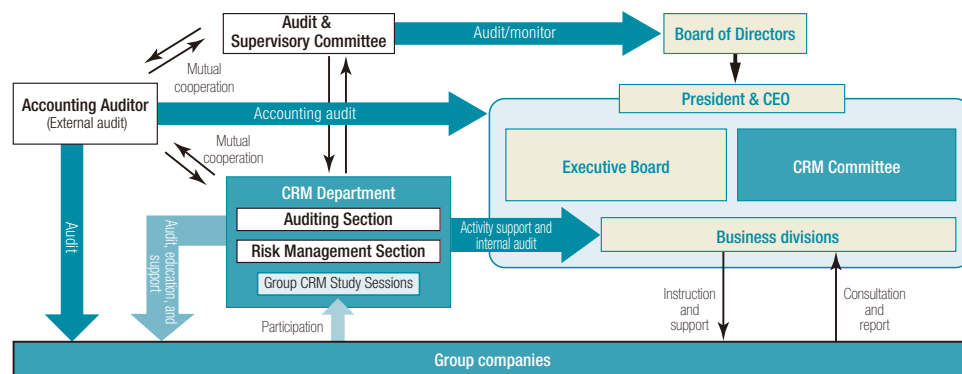 Audit &
Supervisory Committee
Audit/monitor
Board of Directors
Mutual
cooperation
President & CEO
Accounting Auditor
(External audit)
Accounting audit
Mutual
cooperation
Executive Board
CRM Committee
CRM Department
Auditing Section
Risk Management Section
Group CRM Study Sessions
Activity support and
internal audit
Business divisions
Audit
Audit, education, and
support
Participation
Instruction
and
support
Consultation
and
report
Group companies